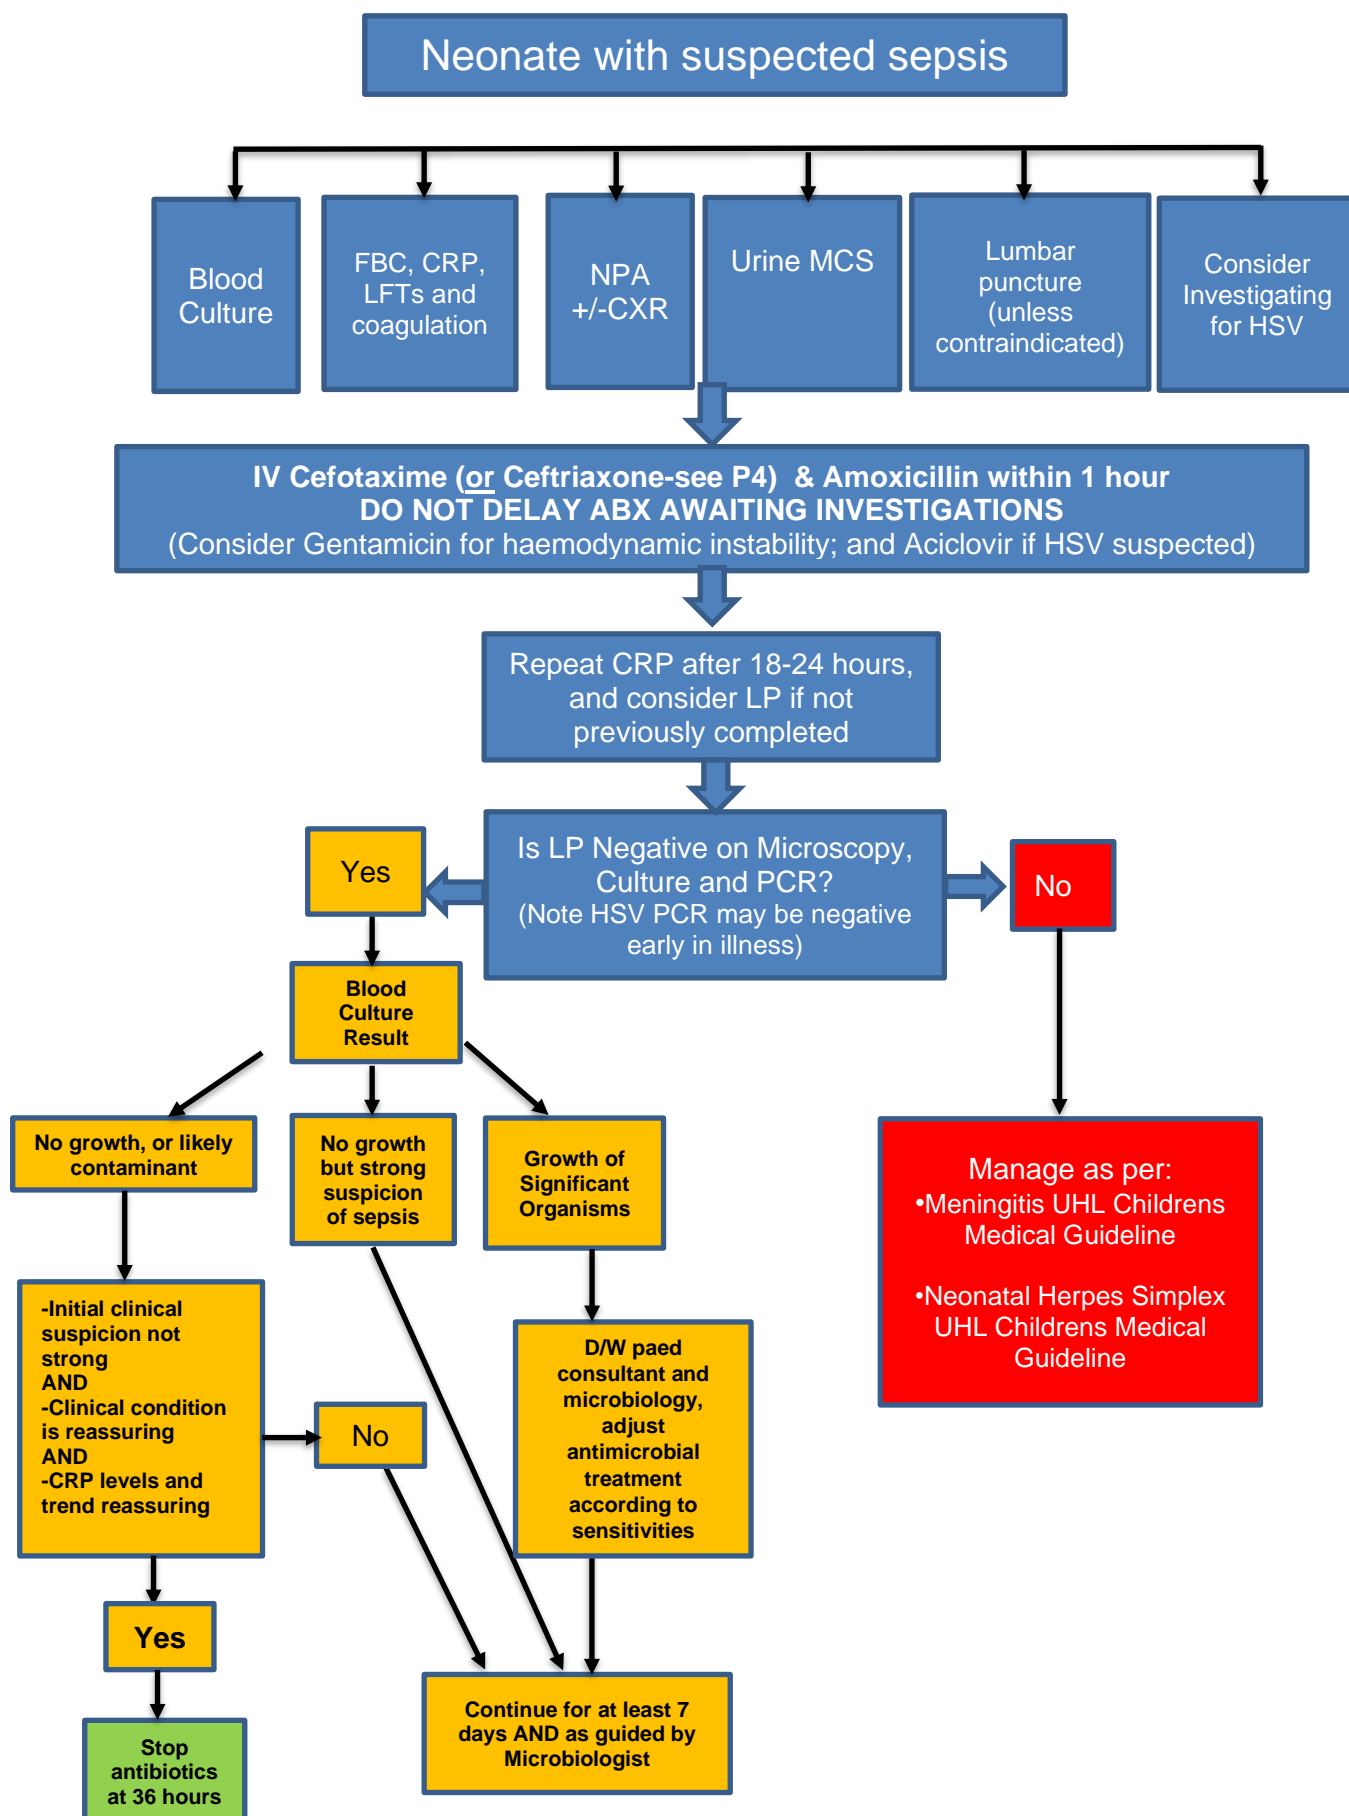 Neonate with suspected sepsis
Blood
Culture
FBC, CRP,
LFTs and
coagulation
NPA
+/-CXR
Urine MCS
Lumbar
puncture
(unless
contraindicated)
Consider
Investigating
for HSV
IV Cefotaxime (or Ceftriaxone-see P4) & Amoxicillin within 1 hour
DO NOT DELAY ABX AWAITING INVESTIGATIONS
(Consider Gentamicin for haemodynamic instability; and Aciclovir if HSV suspected)
Repeat CRP after 18-24 hours,
and consider LP if not
previously completed
Is LP Negative on Microscopy,
Culture and PCR?
(Note HSV PCR may be negative
early in illness)
Yes
No
Blood
Culture
Result
No growth, or likely
contaminant
No growth
but strong
suspicion
of sepsis
Growth of
Significant
Organisms
Manage as per:
•Meningitis UHL Childrens
Medical Guideline
•Neonatal Herpes Simplex
UHL Childrens Medical
Guideline
-Initial clinical
suspicion not
strong
AND
-Clinical condition
is reassuring
AND
-CRP levels and
trend reassuring
No
D/W paed
consultant and
microbiology,
adjust
antimicrobial
treatment
according to
sensitivities
Yes
Stop
antibiotics
at 36 hours
Continue for at least 7
days AND as guided by
Microbiologist